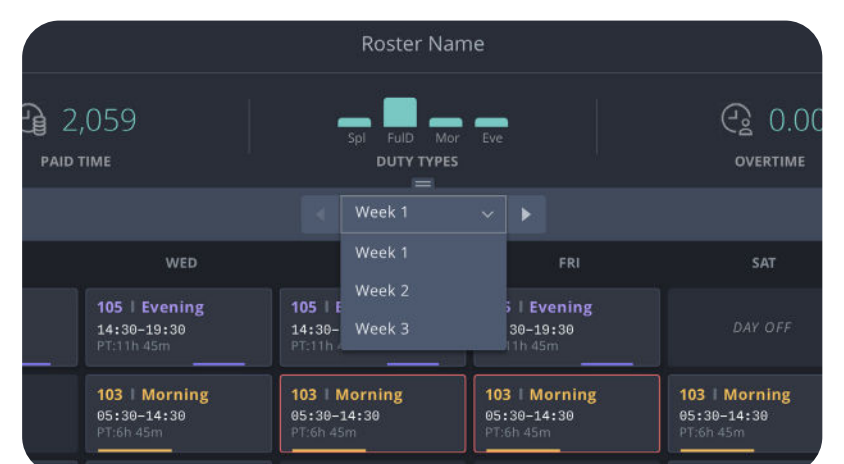 Roster Name
2,059
PAID TIME
Spl FulD Mor Eve
DUTY TYPES
0.00
OVERTIME
Week 1
Week 1
Week 2
Week 3
WED
FRI
SAT
105 | Evening
14:30–19:30
PT:11h 45m
105 | E
14:30–
PT:11h
5 | Evening
30–19:30
11h 45m
DAY OFF
103 | Morning
05:30–14:30
PT:6h 45m
103 | Morning
05:30–14:30
PT:6h 45m
103 | Morning
05:30–14:30
PT:6h 45m
103 | Morning
05:30–14:30
PT:6h 45m